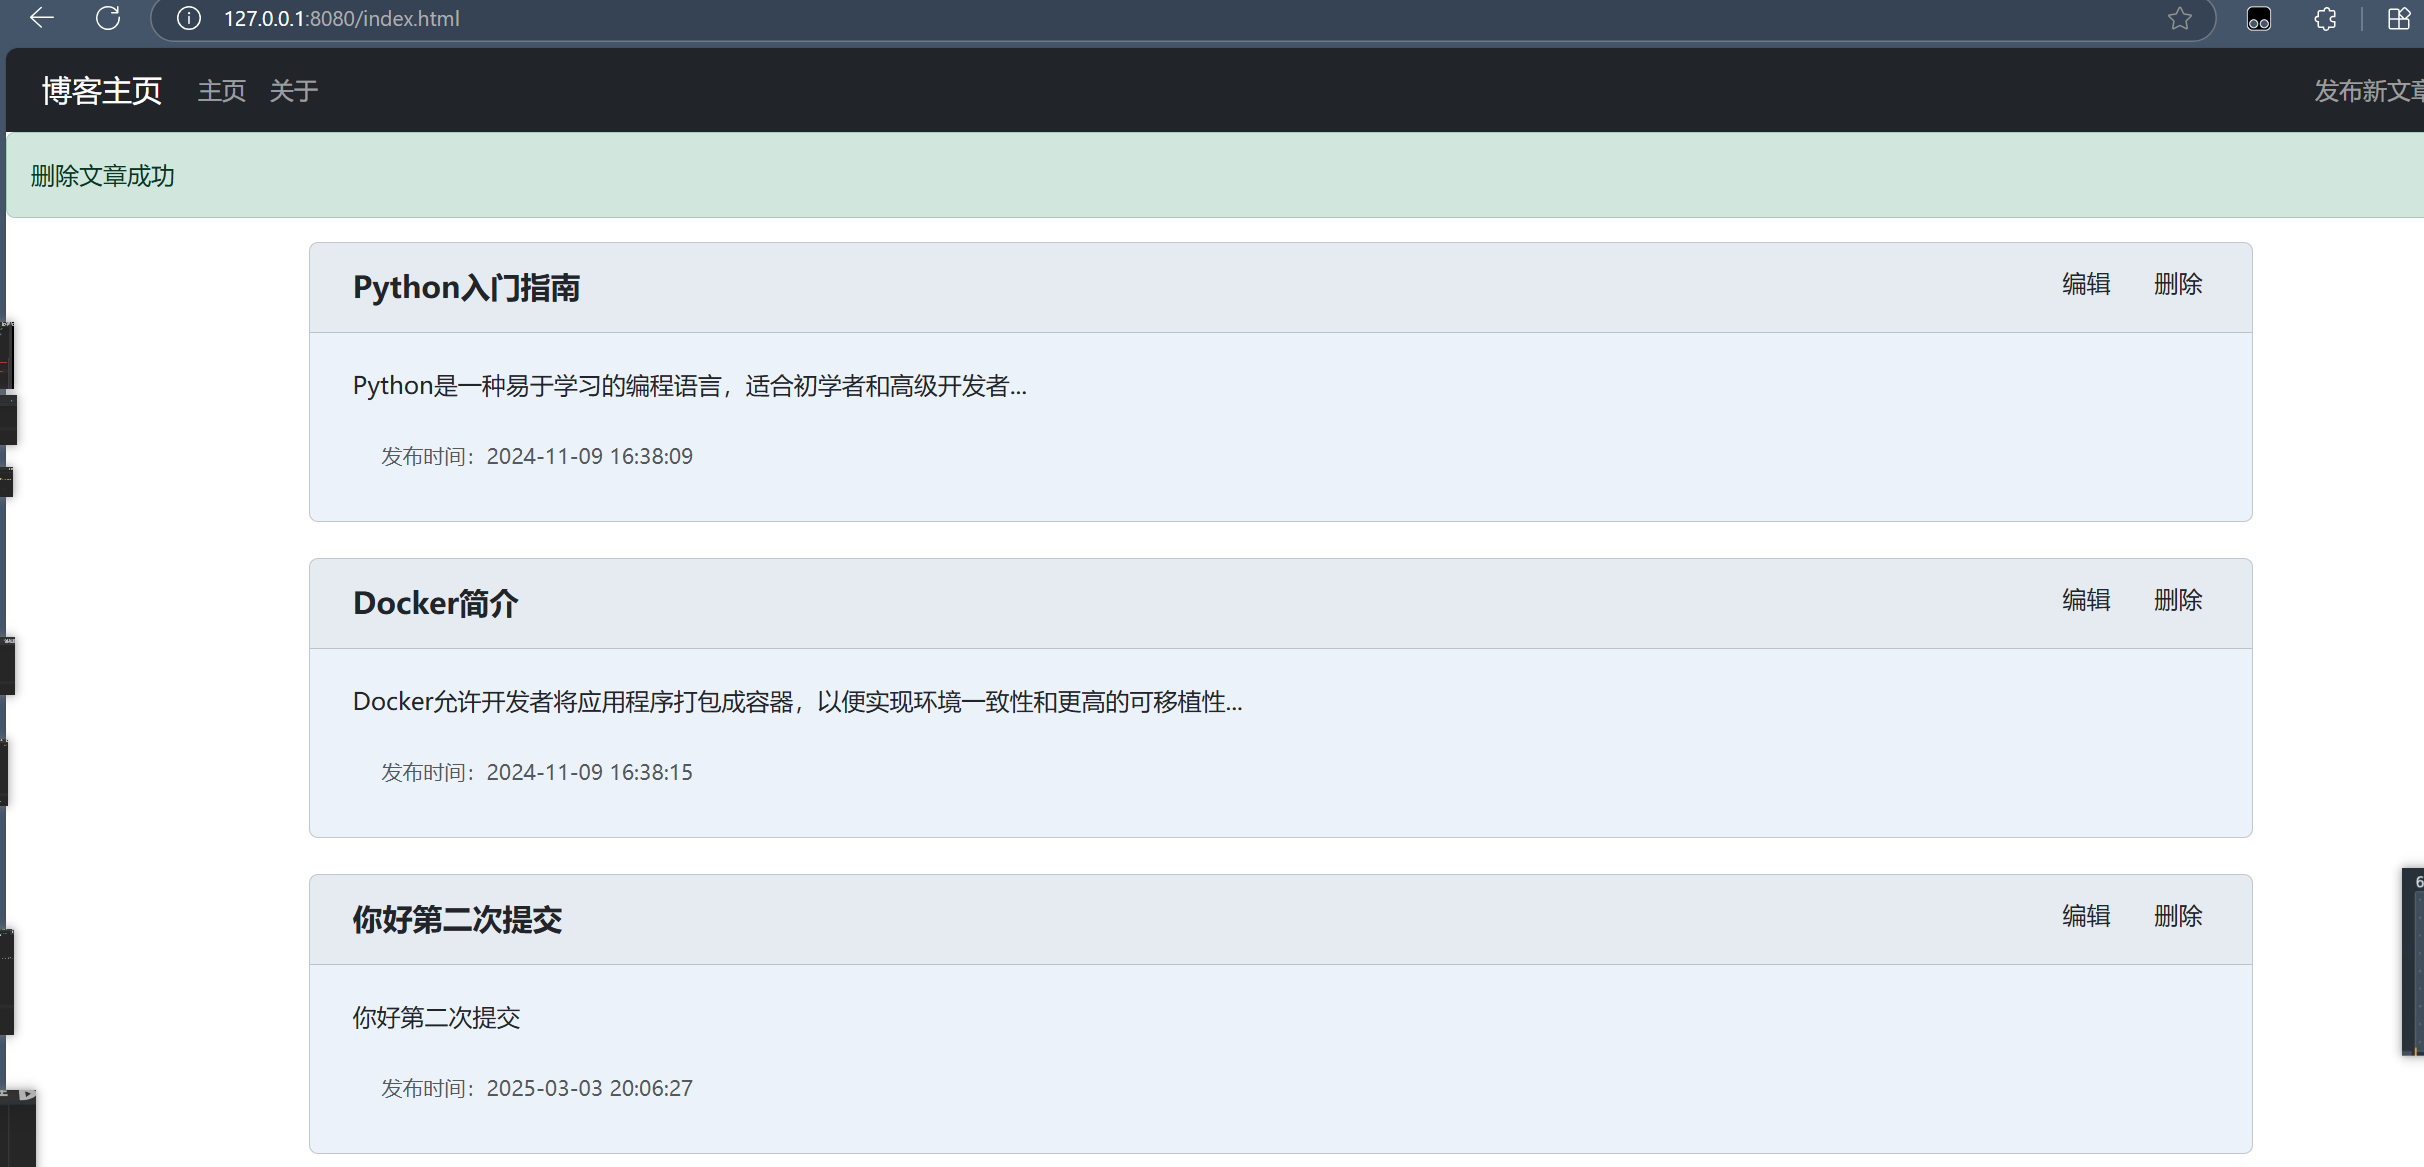 127.0.0.1:8080/index.html
博客主页 主页 关于 发布新文章
删除文章成功
Python入门指南 编辑 删除
Python是一种易于学习的编程语言，适合初学者和高级开发者...
发布时间：2024-11-09 16:38:09
Docker简介 编辑 删除
Docker允许开发者将应用程序打包成容器，以便实现环境一致性和更高的可移植性...
发布时间：2024-11-09 16:38:15
你好第二次提交 编辑 删除
你好第二次提交
发布时间：2025-03-03 20:06:27
6